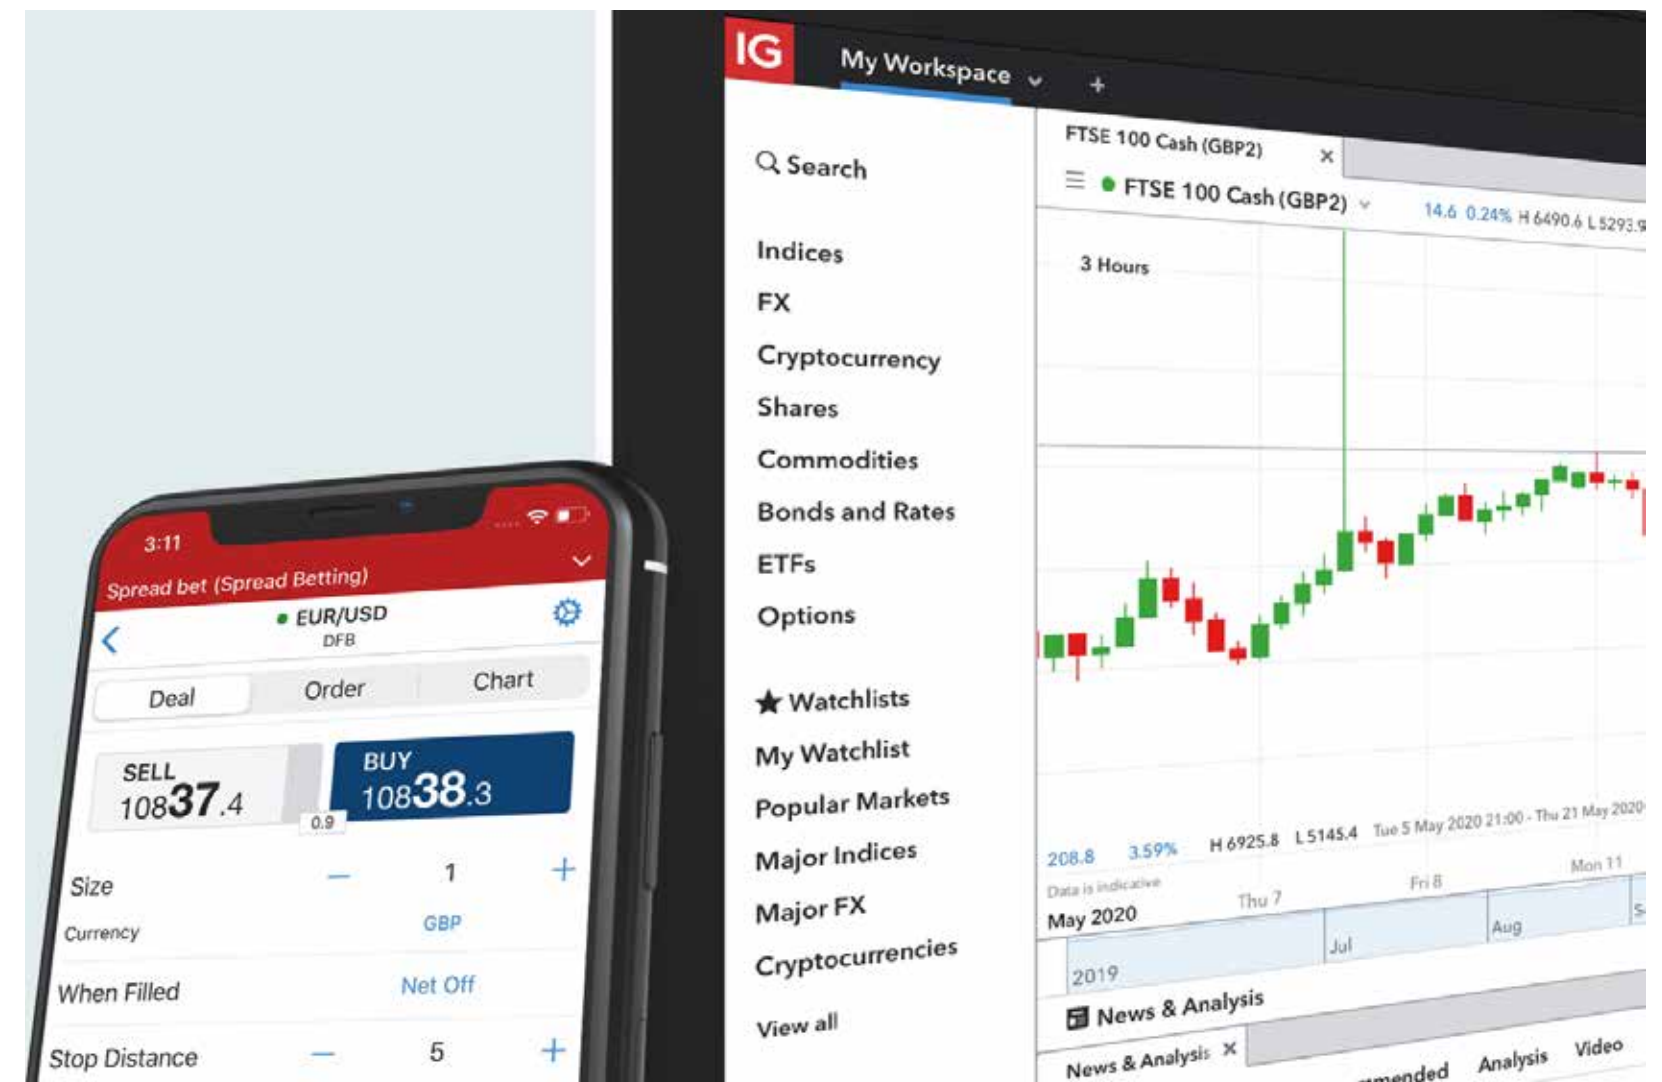 IG
My Workspace
+
Search
Indices
FX
Cryptocurrency
Shares
Commodities
Bonds and Rates
ETFs
Options
★ Watchlists
My Watchlist
Popular Markets
Major Indices
Major FX
Cryptocurrencies
View all
FTSE 100 Cash (GBP2) ×
FTSE 100 Cash (GBP2)
14.6 0.24% H 6490.6 L 5293.9
3 Hours
208.8 3.59% H 6925.8 L 5145.4 Tue 5 May 2020 21:00 - Thu 21 May 2020
Data is indicative
Thu 7 Fri 8 Mon 11
May 2020
2019 Jul Aug
News & Analysis
News & Analysis ×
Analysis Video
3:11
Spread bet (Spread Betting)
EUR/USD
DFB
Deal Order Chart
SELL
10837.4
BUY
10838.3
0.9
Size − 1 +
Currency GBP
When Filled Net Off
Stop Distance − 5 +